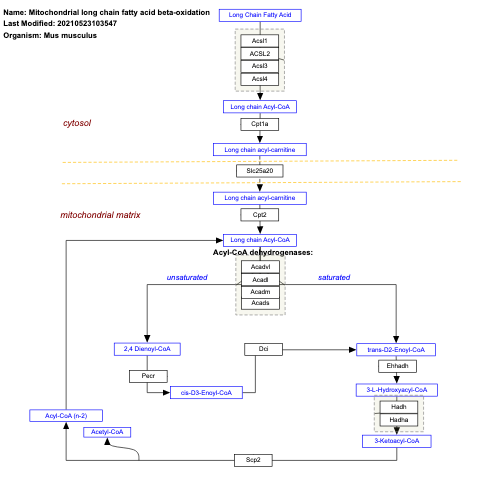 Name: Mitochondrial long chain fatty acid beta-oxidation
Last Modified: 20210523103547
Organism: Mus musculus
Long Chain Fatty Acid
Acsl1
ACSL2
Acsl3
Acsl4
Long chain Acyl-CoA
cytosol
Cpt1a
Long chain acyl-carnitine
Slc25a20
Long chain acyl-carnitine
mitochondrial matrix
Cpt2
Long chain Acyl-CoA
Acyl-CoA dehydrogenases:
Acadvl
unsaturated
saturated
Acadl
Acadm
Acads
2,4 Dienoyl-CoA
Dci
trans-D2-Enoyl-CoA
Ehhadh
Pecr
cis-D3-Enoyl-CoA
3-L-Hydroxyacyl-CoA
Hadh
Acyl-CoA (n-2)
Hadha
Acetyl-CoA
3-Ketoacyl-CoA
Scp2